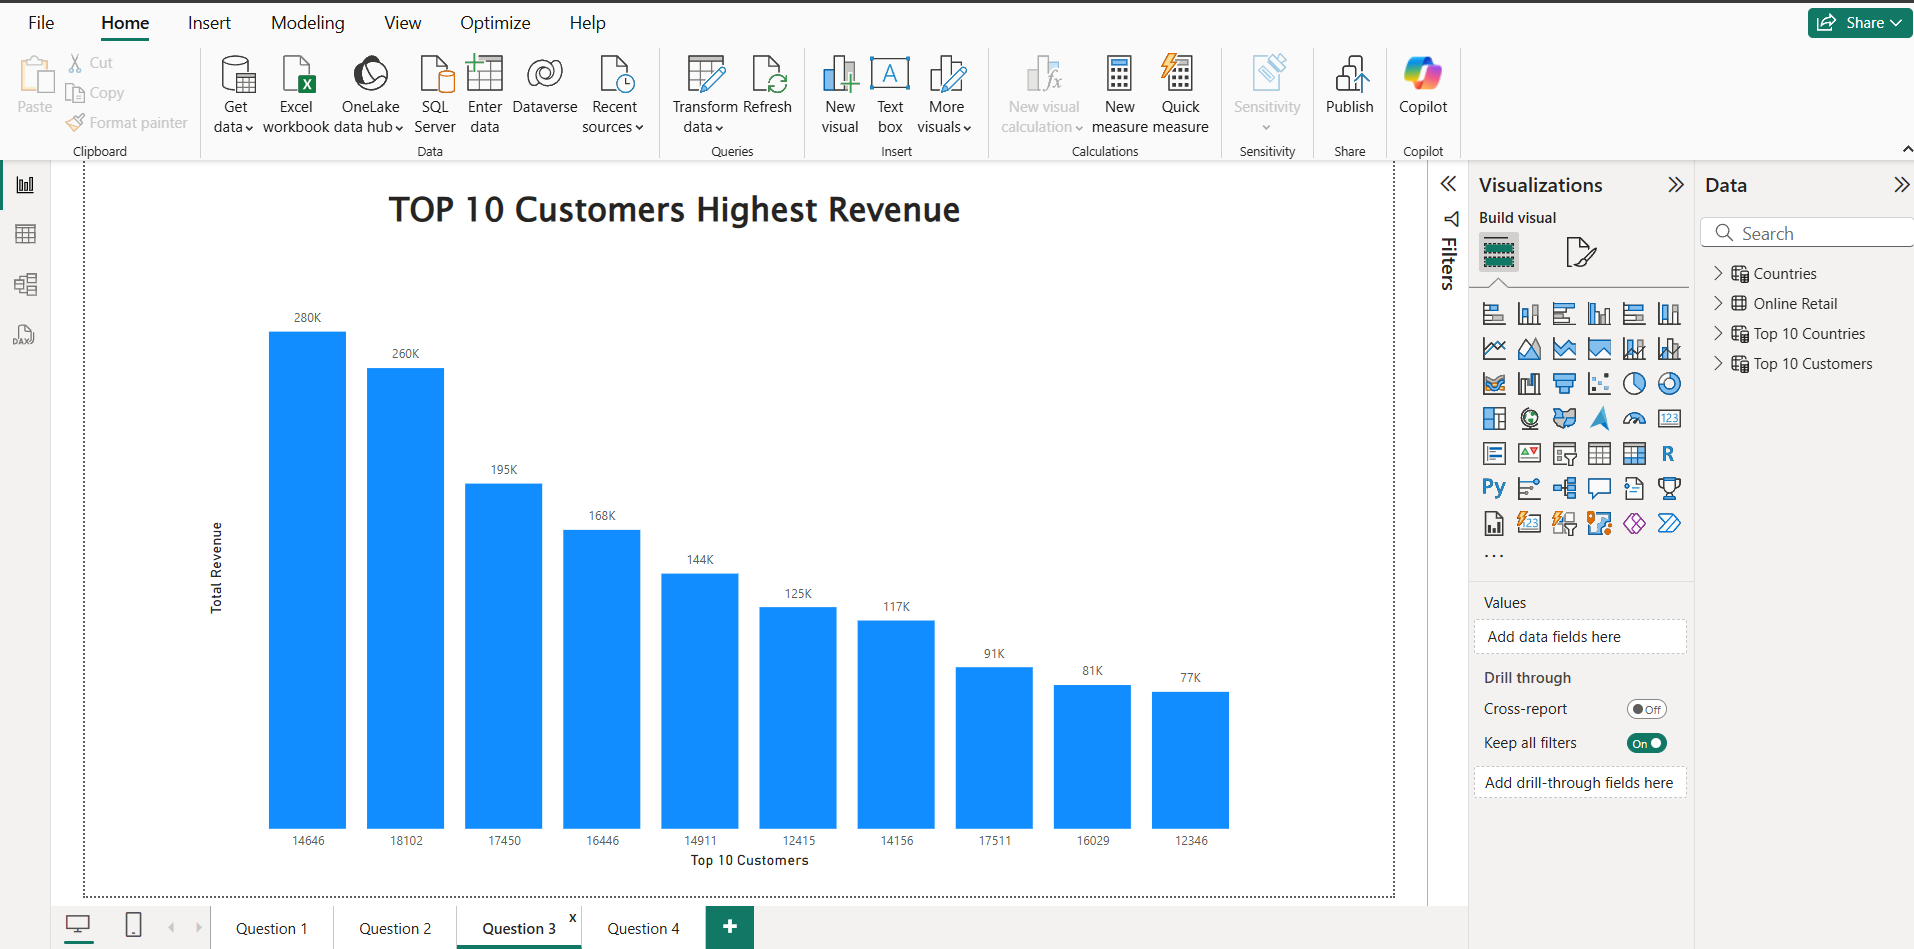 File Home Insert Modeling View Optimize Help Share
Paste
Cut
Copy
Format painter
Clipboard
Get data
Excel workbook
OneLake data hub
SQL Server
Enter data
Dataverse
Recent sources
Data
Transform data
Refresh
Queries
New visual
Text box
More visuals
Insert
New visual calculation
New measure
Quick measure
Calculations
Sensitivity
Sensitivity
Publish
Share
Copilot
Copilot
TOP 10 Customers Highest Revenue
280K
260K
195K
168K
144K
125K
117K
91K
81K
77K
Total Revenue
14646 18102 17450 16446 14911 12415 14156 17511 16029 12346
Top 10 Customers
Filters
Visualizations
Build visual
123
R
Py
123
...
Values
Add data fields here
Drill through
Cross-report Off
Keep all filters On
Add drill-through fields here
Data
Search
Countries
Online Retail
Top 10 Countries
Top 10 Customers
DAX
Question 1 Question 2 Question 3 x Question 4 +